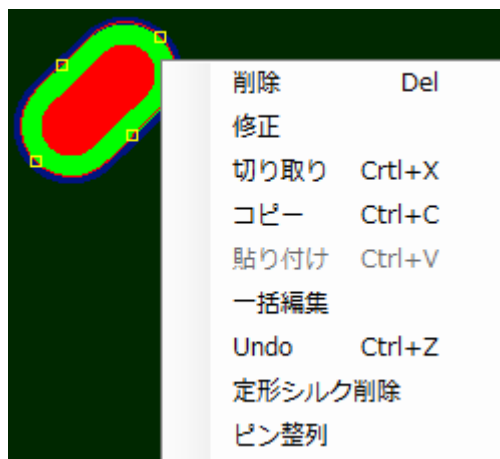 削除 Del
修正
切り取り Crtl+X
コピー Ctrl+C
貼り付け Ctrl+V
一括編集
Undo Ctrl+Z
定形シルク削除
ピン整列